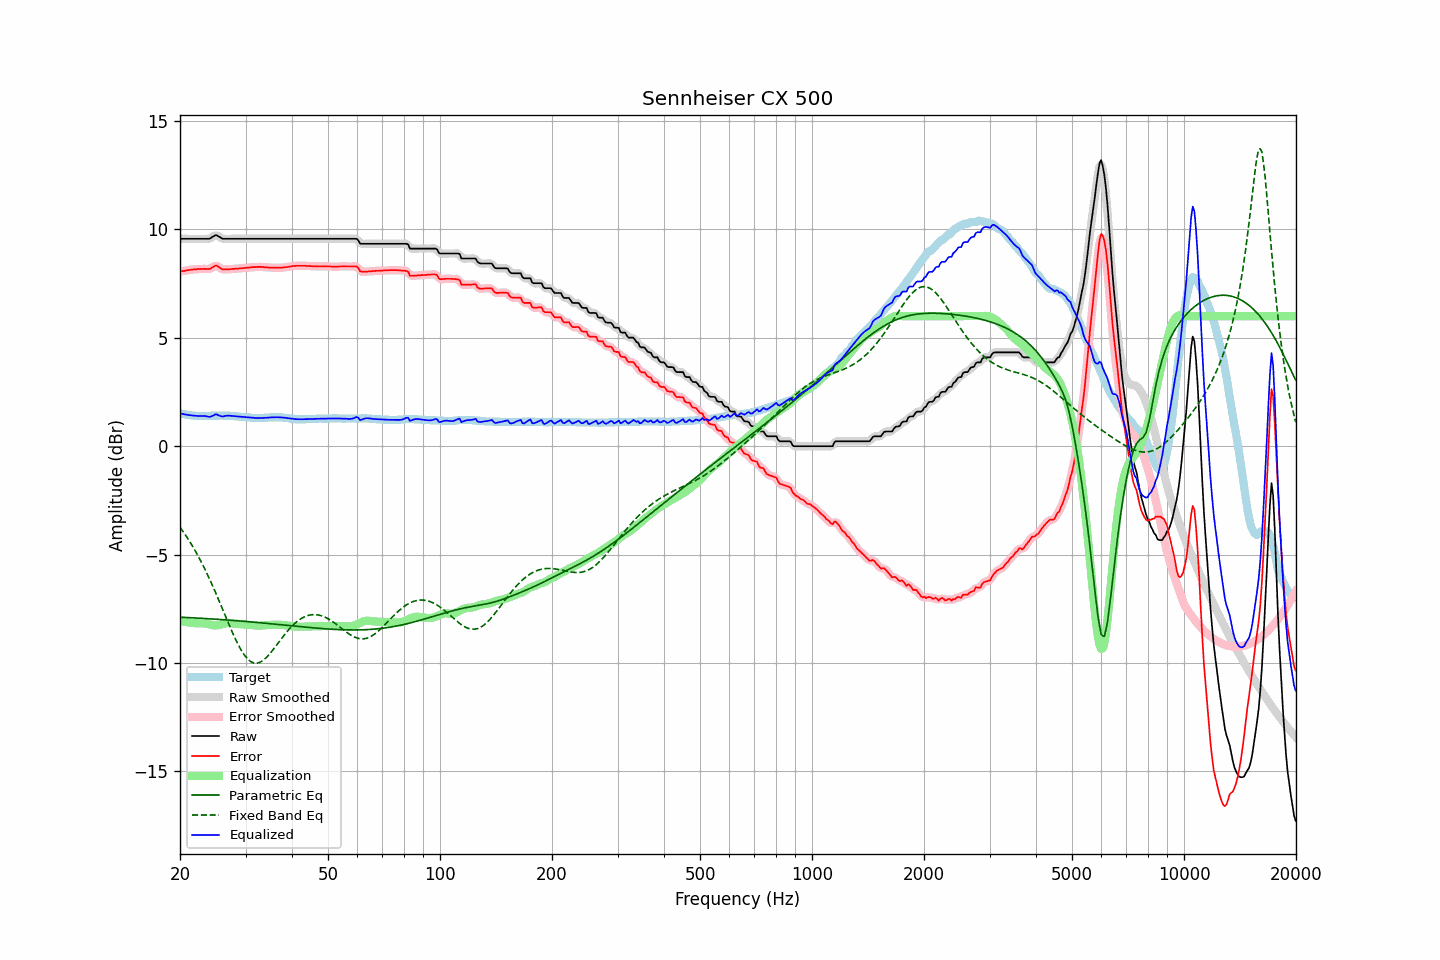 Sennheiser CX 500
Amplitude (dBr)
15
10
5
0
−5
−10
−15
Target
Raw Smoothed
Error Smoothed
Raw
Error
Equalization
Parametric Eq
Fixed Band Eq
Equalized
20 50 100 200 500 1000 2000 5000 10000 20000
Frequency (Hz)